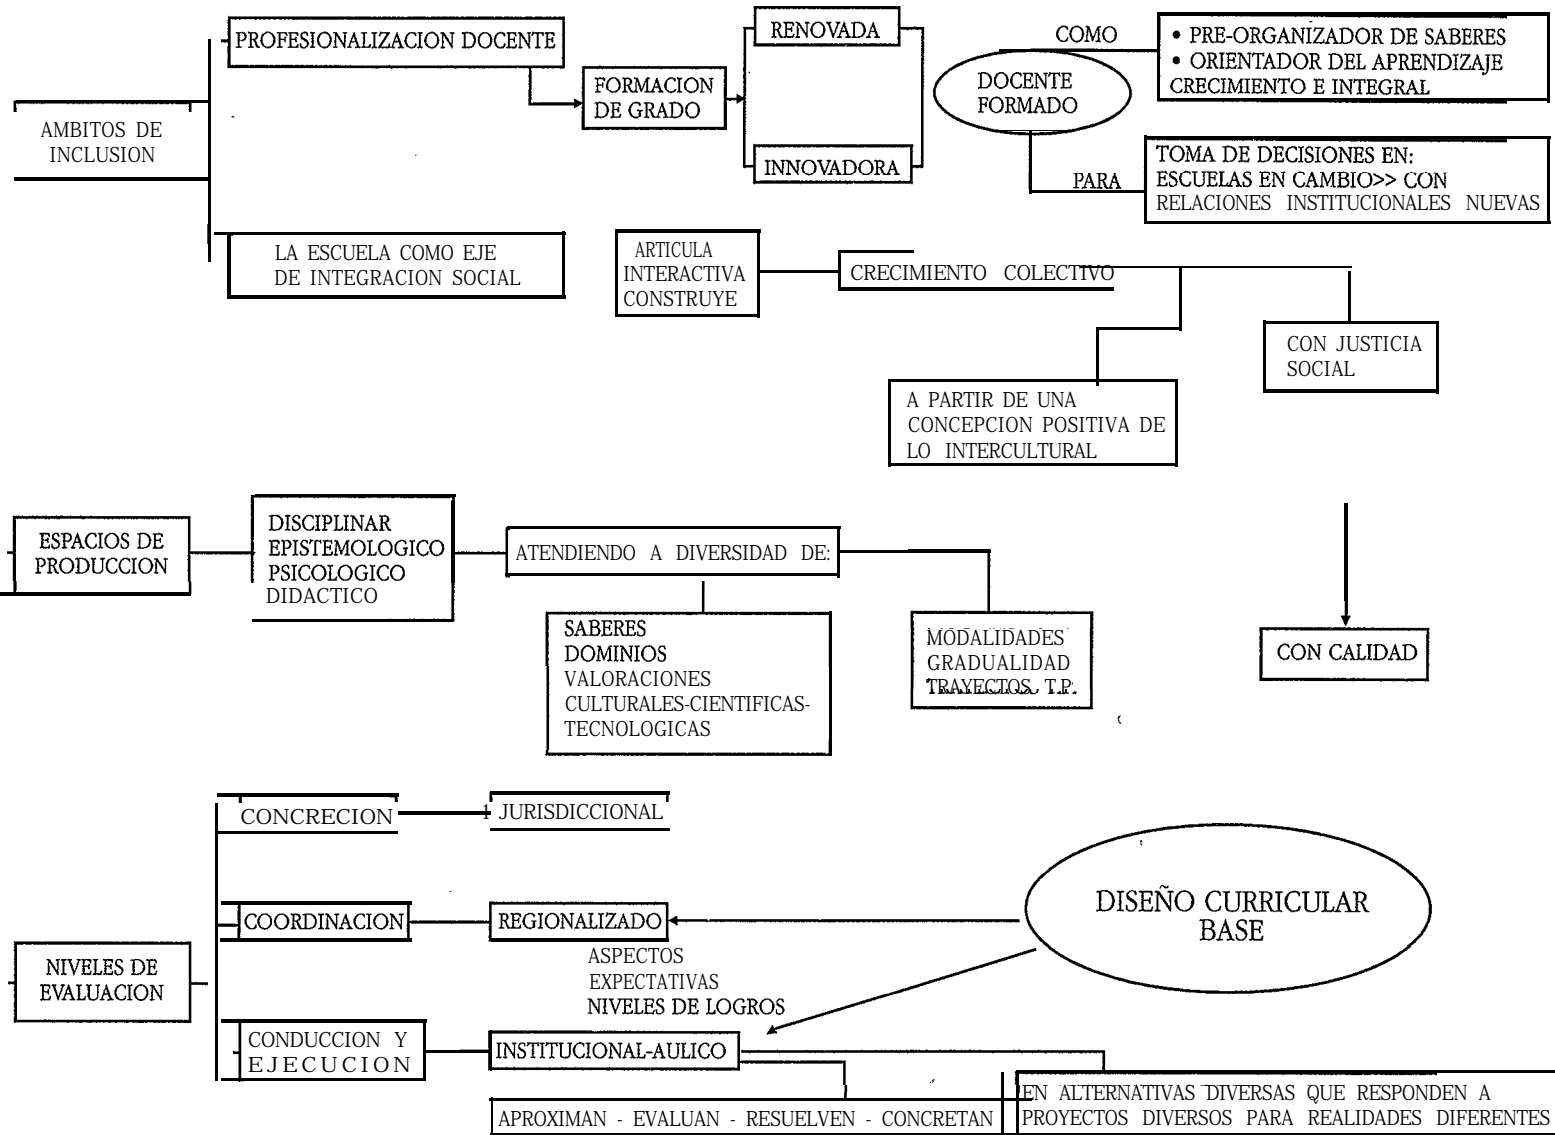 PROFESIONALIZACION DOCENTE
RENOVADA
COMO
• PRE-ORGANIZADOR DE SABERES
• ORIENTADOR DEL APRENDIZAJE
CRECIMIENTO E INTEGRAL
FORMACION
DE GRADO
DOCENTE
FORMADO
AMBITOS DE
INCLUSION
INNOVADORA
PARA
TOMA DE DECISIONES EN:
ESCUELAS EN CAMBIO>> CON
RELACIONES INSTITUCIONALES NUEVAS
LA ESCUELA COMO EJE
DE INTEGRACION SOCIAL
ARTICULA
INTERACTIVA
CONSTRUYE
CRECIMIENTO COLECTIVO
CON JUSTICIA
SOCIAL
A PARTIR DE UNA
CONCEPCION POSITIVA DE
LO INTERCULTURAL
ESPACIOS DE
PRODUCCION
DISCIPLINAR
EPISTEMOLOGICO
PSICOLOGICO
DIDACTICO
ATENDIENDO A DIVERSIDAD DE:
SABERES
DOMINIOS
VALORACIONES
CULTURALES-CIENTIFICAS-
TECNOLOGICAS
MODALIDADES
GRADUALIDAD
TRAYECTOS T.P.
CON CALIDAD
CONCRECION
1 JURISDICCIONAL
COORDINACION
REGIONALIZADO
ASPECTOS
EXPECTATIVAS
NIVELES DE LOGROS
DISEÑO CURRICULAR
BASE
NIVELES DE
EVALUACION
CONDUCCION Y
EJECUCION
INSTITUCIONAL-AULICO
APROXIMAN - EVALUAN - RESUELVEN - CONCRETAN
EN ALTERNATIVAS DIVERSAS QUE RESPONDEN A
PROYECTOS DIVERSOS PARA REALIDADES DIFERENTES